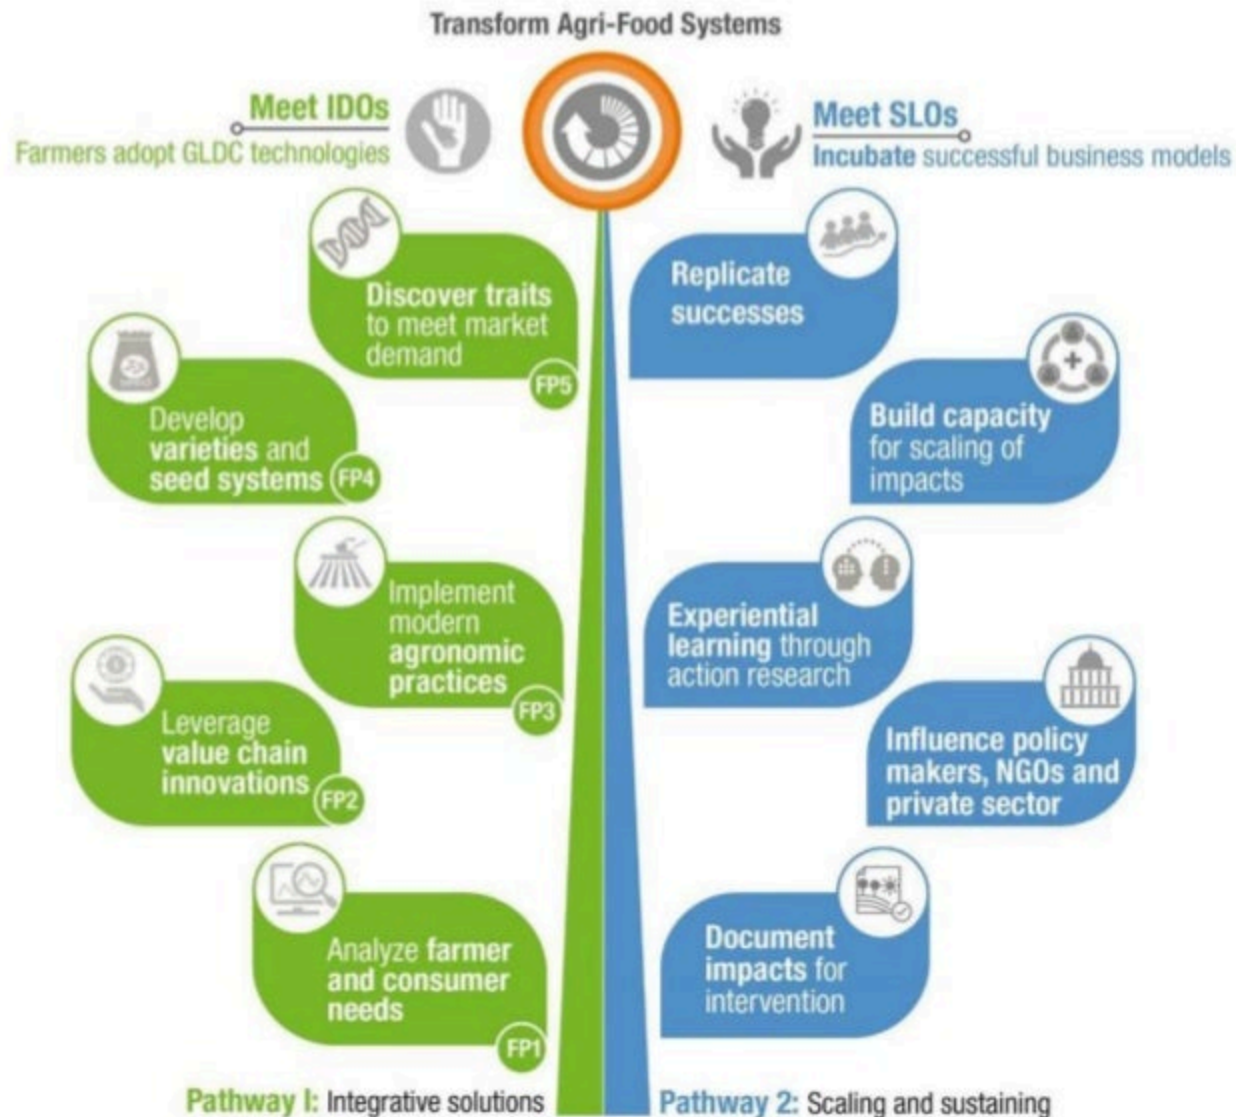 Transform Agri-Food Systems
Meet IDOs
Farmers adopt GLDC technologies
Meet SLOs
Incubate successful business models
Discover traits
to meet market
demand
FP5
Replicate
successes
Develop
varieties and
seed systems
FP4
Build capacity
for scaling of
impacts
Implement
modern
agronomic
practices
FP3
Experiential
learning through
action research
Leverage
value chain
innovations
FP2
Influence policy
makers, NGOs and
private sector
Analyze farmer
and consumer
needs
FP1
Document
impacts for
intervention
Pathway I: Integrative solutions
Pathway 2: Scaling and sustaining